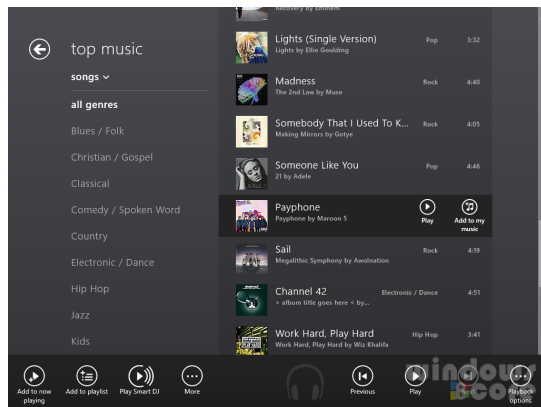 Recovery by Eminem
top music
songs
all genres
Blues / Folk
Christian / Gospel
Classical
Comedy / Spoken Word
Country
Electronic / Dance
Hip Hop
Jazz
Kids
Lights (Single Version) Pop 3:32
Lights by Ellie Goulding
Madness Rock 4:40
The 2nd Law by Muse
Somebody That I Used To K... Rock 4:05
Making Mirrors by Gotye
Someone Like You Pop 4:46
21 by Adele
Payphone
Payphone by Maroon 5
Play
Add to my
music
Sail Rock 4:19
Megalithic Symphony by Awolnation
Channel 42 Electronic / Dance 4:51
> album title goes here < by...
Work Hard, Play Hard Hip Hop 3:41
Work Hard, Play Hard by Wiz Khalifa
Add to now
playing
Add to playlist
Play Smart DJ
More
Previous
Play
Next
Playback
options